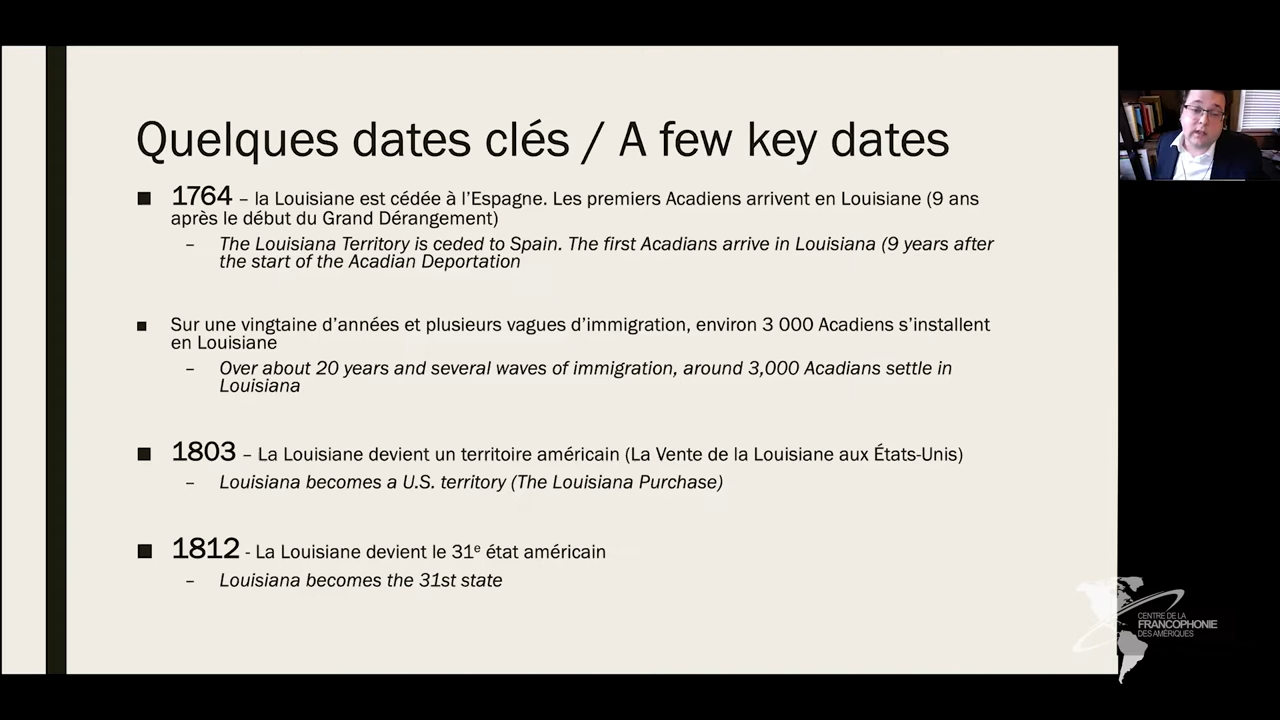 Quelques dates clés / A few key dates
■ 1764 – la Louisiane est cédée à l'Espagne. Les premiers Acadiens arrivent en Louisiane (9 ans
après le début du Grand Dérangement)
– The Louisiana Territory is ceded to Spain. The first Acadians arrive in Louisiana (9 years after
the start of the Acadian Deportation
■ Sur une vingtaine d'années et plusieurs vagues d'immigration, environ 3 000 Acadiens s'installent
en Louisiane
– Over about 20 years and several waves of immigration, around 3,000 Acadians settle in
Louisiana
■ 1803 – La Louisiane devient un territoire américain (La Vente de la Louisiane aux États-Unis)
– Louisiana becomes a U.S. territory (The Louisiana Purchase)
■ 1812 - La Louisiane devient le 31e état américain
– Louisiana becomes the 31st state
CENTRE DE LA
FRANCOPHONIE
DES AMÉRIQUES